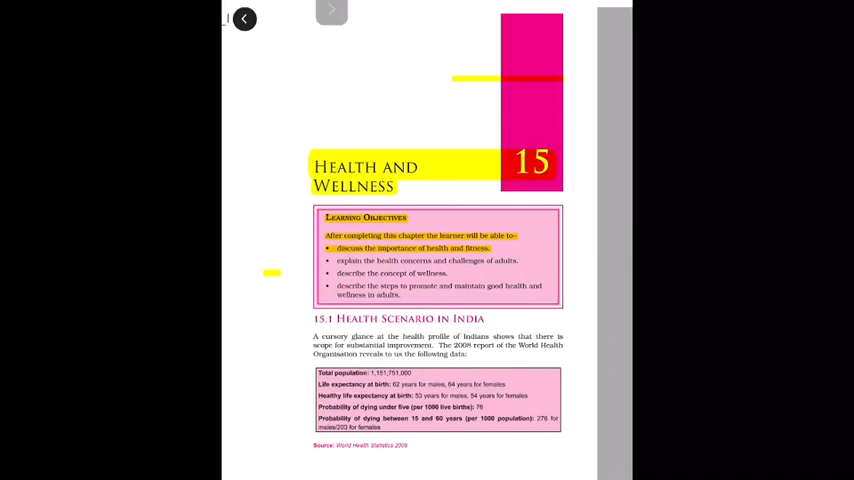 HEALTH AND
WELLNESS
15
LEARNING OBJECTIVES
After completing this chapter the learner will be able to–
• discuss the importance of health and fitness.
• explain the health concerns and challenges of adults.
• describe the concept of wellness.
• describe the steps to promote and maintain good health and
wellness in adults.
15.1 HEALTH SCENARIO IN INDIA
A cursory glance at the health profile of Indians shows that there is
scope for substantial improvement. The 2008 report of the World Health
Organisation reveals to us the following data:
Total population: 1,151,751,000
Life expectancy at birth: 62 years for males, 64 years for females
Healthy life expectancy at birth: 53 years for males. 54 years for females
Probability of dying under five (per 1000 live births): 76
Probability of dying between 15 and 60 years (per 1000 population): 276 for
males/203 for females
Source: World Health Statistics 2008